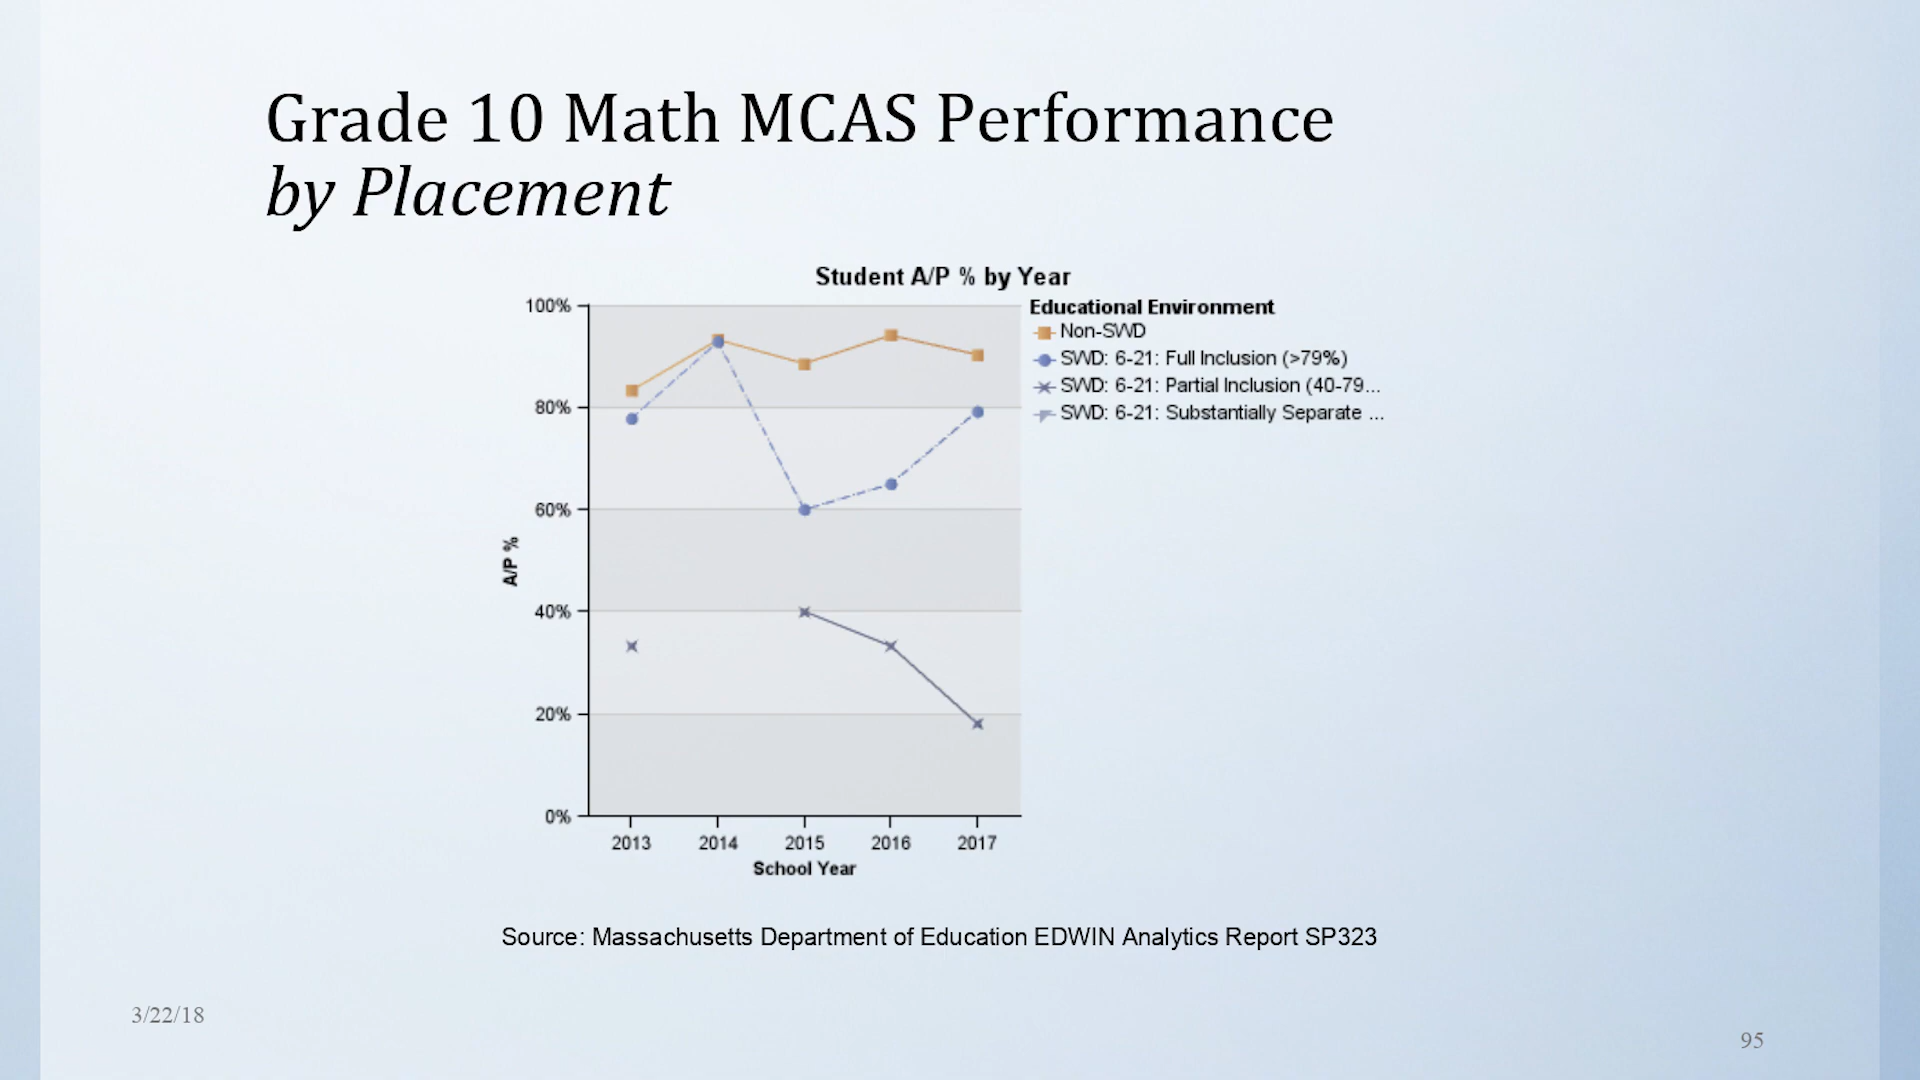 Grade 10 Math MCAS Performance
by Placement
Student A/P % by Year
100%
80%
60%
40%
20%
0%
A/P %
2013 2014 2015 2016 2017
School Year
Educational Environment
Non-SWD
SWD: 6-21: Full Inclusion (>79%)
SWD: 6-21: Partial Inclusion (40-79...
SWD: 6-21: Substantially Separate ...
Source: Massachusetts Department of Education EDWIN Analytics Report SP323
3/22/18
95